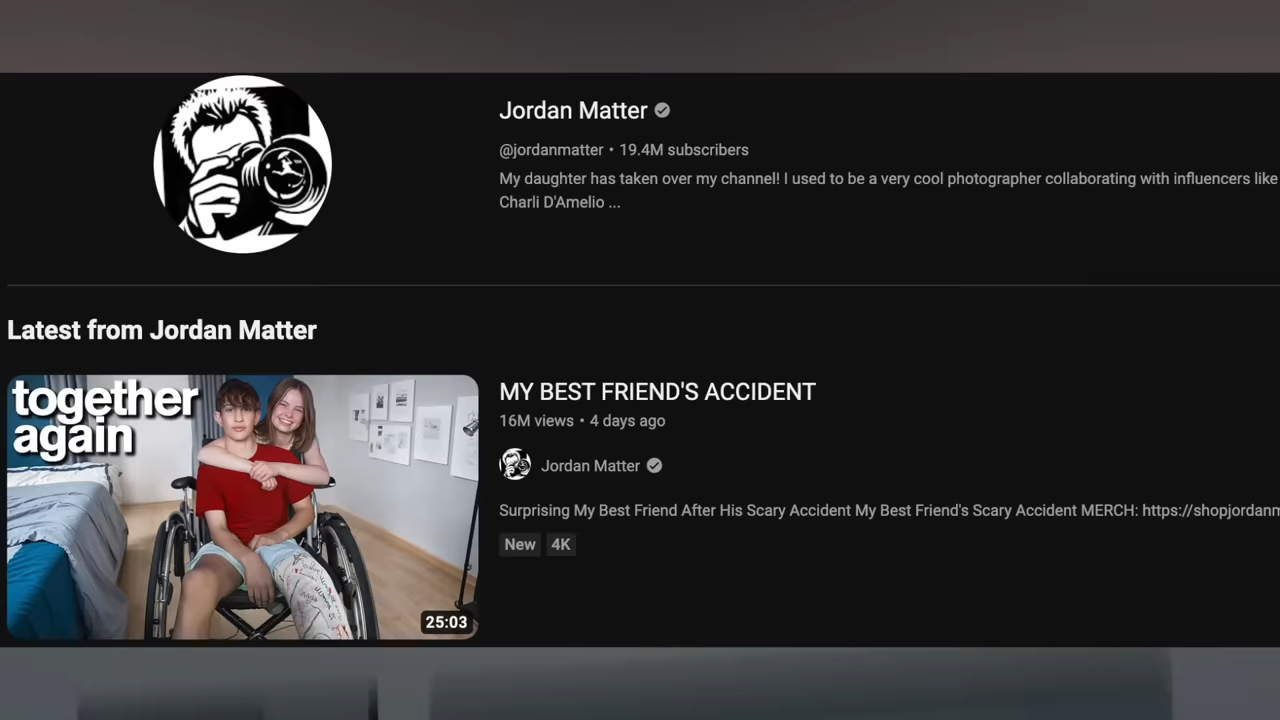 Jordan Matter
@jordanmatter • 19.4M subscribers
My daughter has taken over my channel! I used to be a very cool photographer collaborating with influencers like
Charli D'Amelio ...
Latest from Jordan Matter
together
again
25:03
MY BEST FRIEND'S ACCIDENT
16M views • 4 days ago
Jordan Matter
Surprising My Best Friend After His Scary Accident My Best Friend's Scary Accident MERCH: https://shopjordanm
New 4K